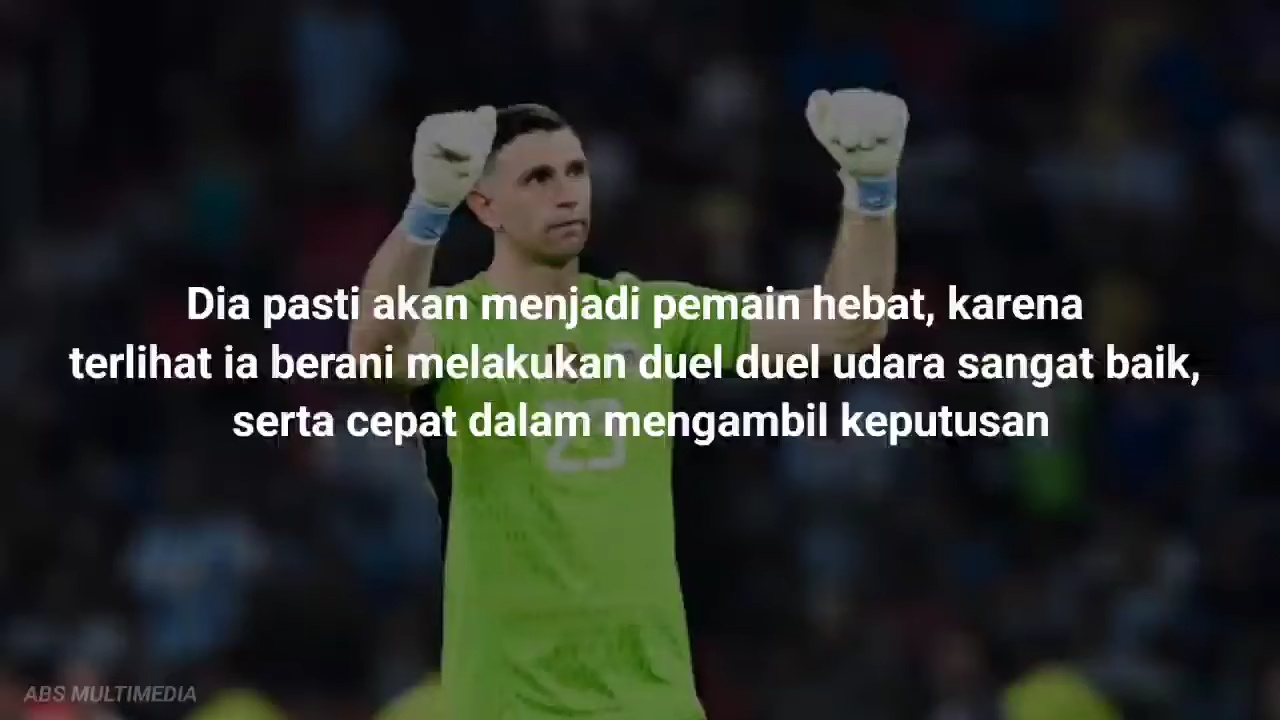 Dia pasti akan menjadi pemain hebat, karena
terlihat ia berani melakukan duel duel udara sangat baik,
serta cepat dalam mengambil keputusan
23
ABS MULTIMEDIA